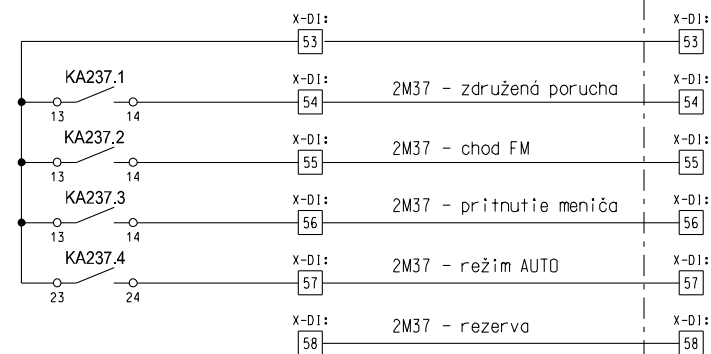 X-DI: X-DI:
53 53
KA237.1 X-DI: 2M37 - združená porucha X-DI:
13 14 54 54
KA237.2 X-DI: 2M37 - chod FM X-DI:
13 14 55 55
KA237.3 X-DI: 2M37 - pritnutie meniča X-DI:
13 14 56 56
KA237.4 X-DI: 2M37 - režim AUTO X-DI:
23 24 57 57
X-DI: 2M37 - rezerva X-DI:
58 58